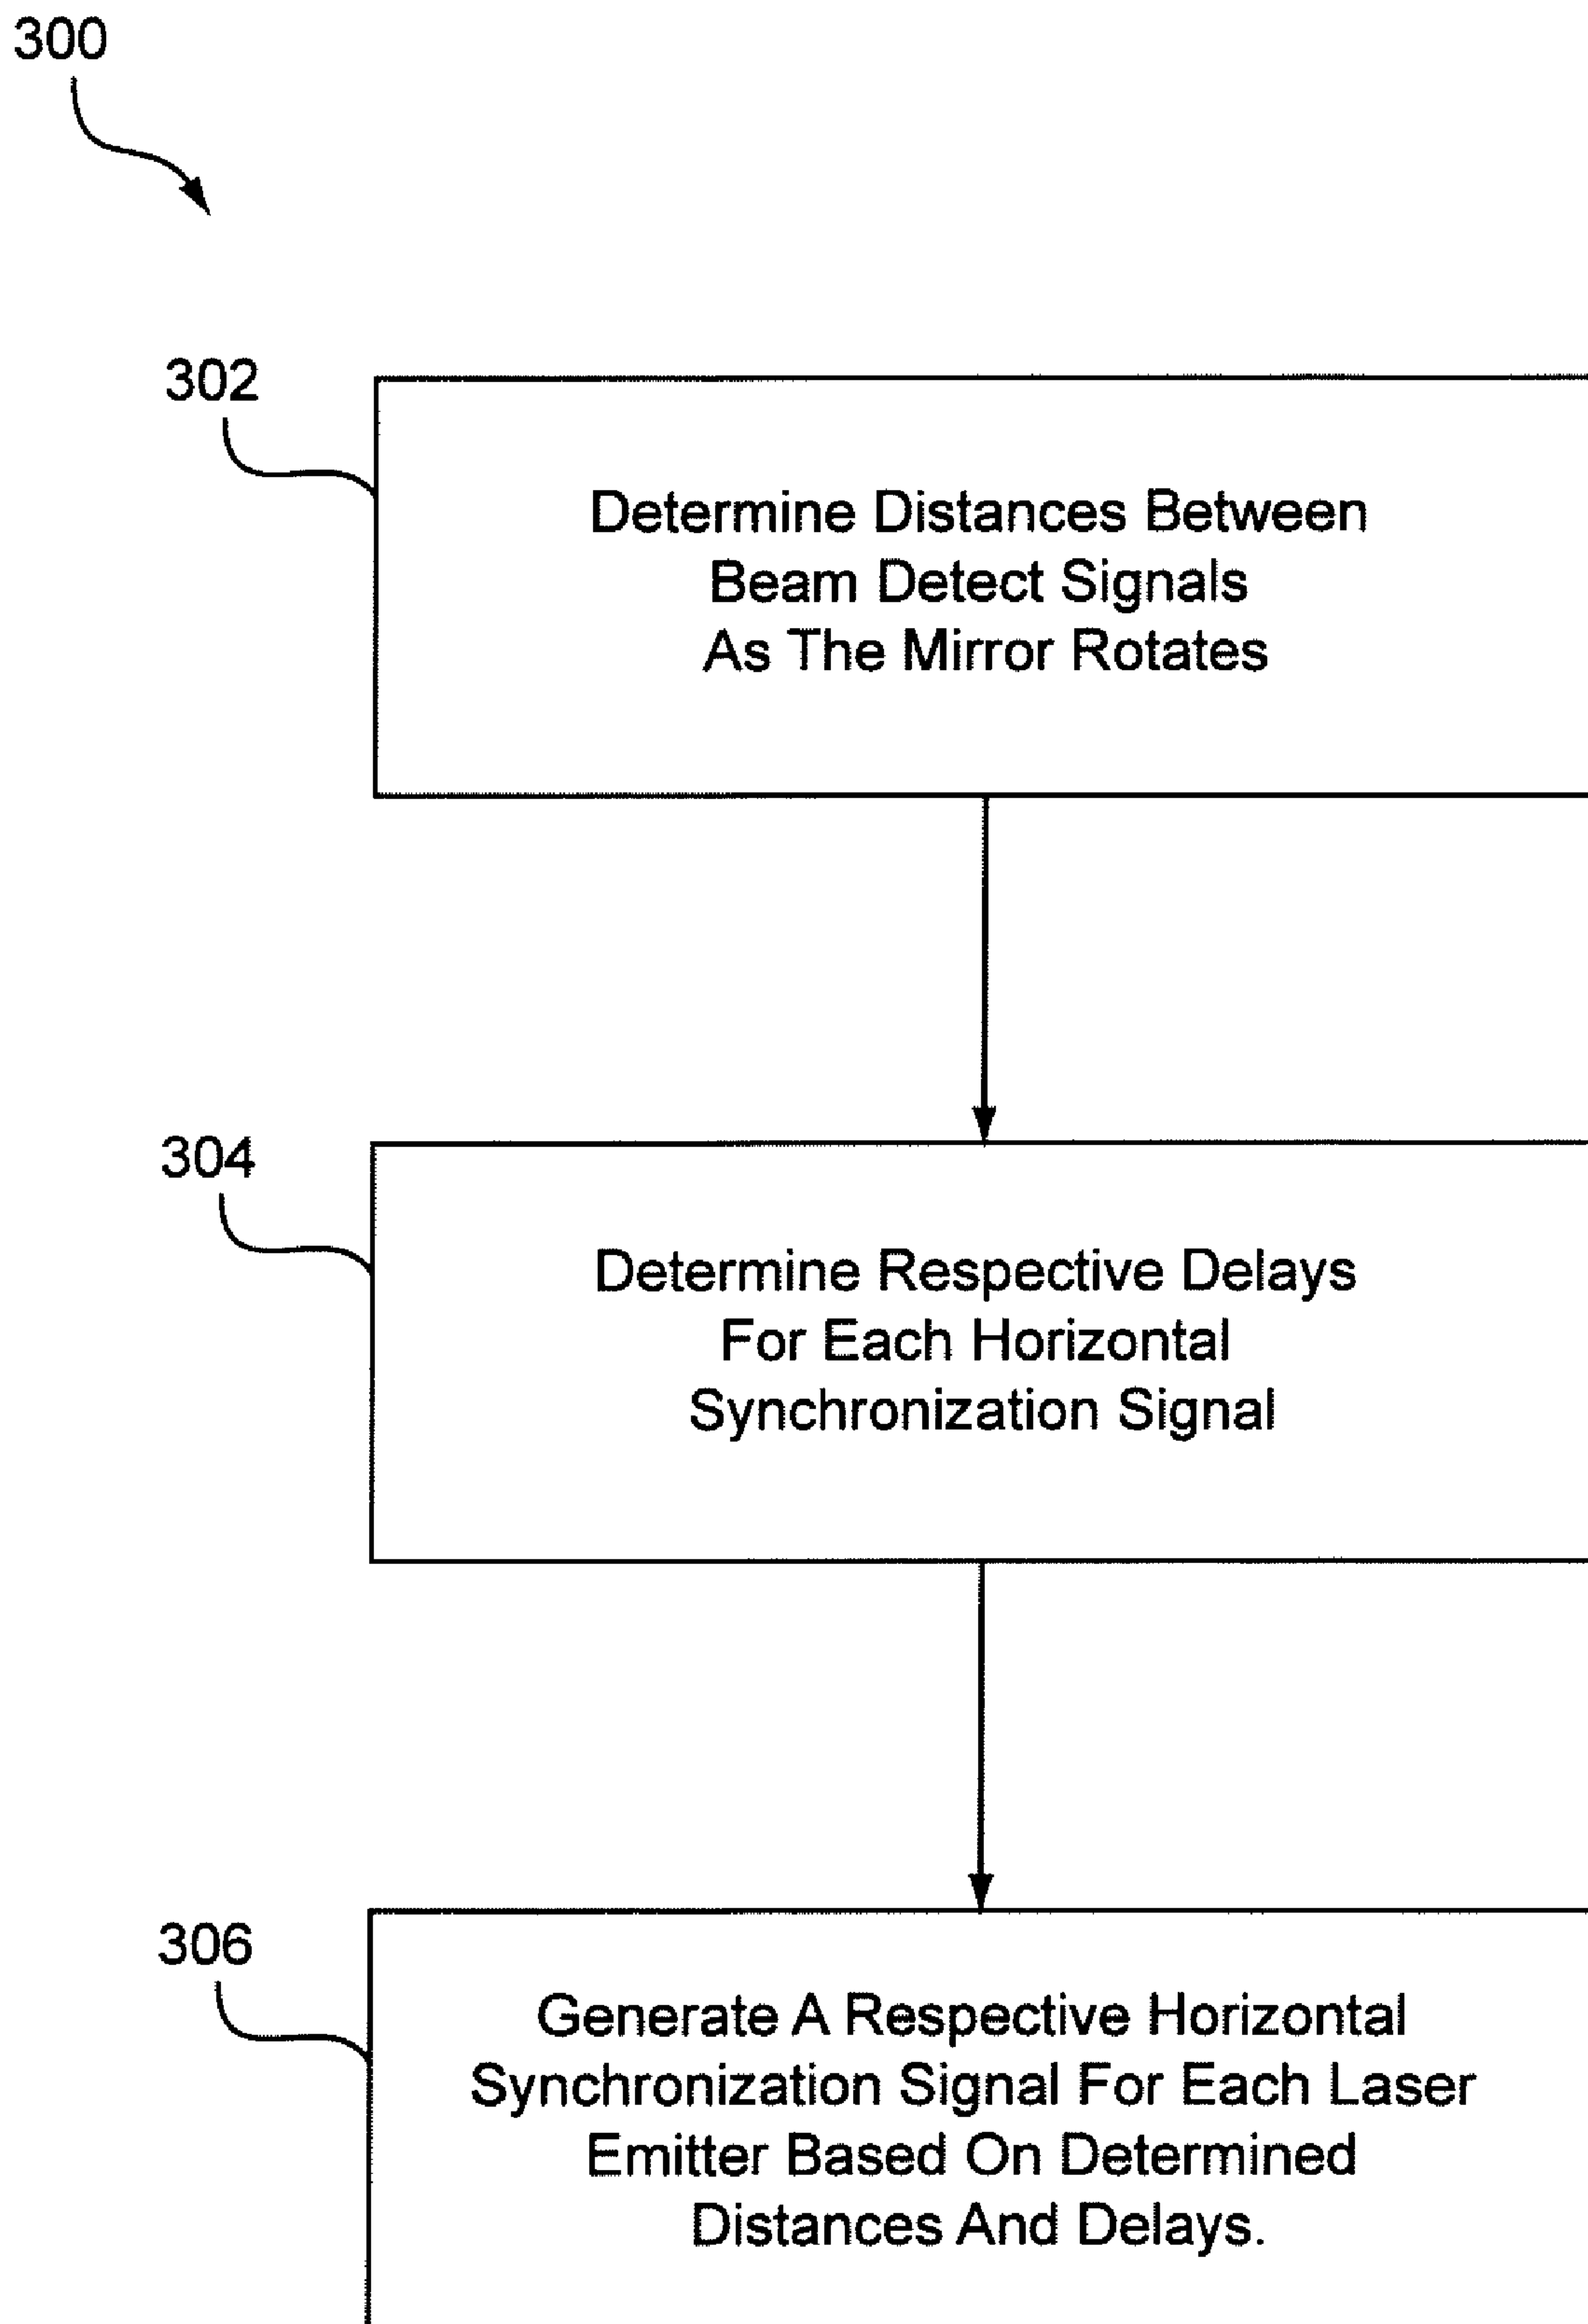 300
302
Determine Distances Between
Beam Detect Signals
As The Mirror Rotates
304
Determine Respective Delays
For Each Horizontal
Synchronization Signal
306
Generate A Respective Horizontal
Synchronization Signal For Each Laser
Emitter Based On Determined
Distances And Delays.